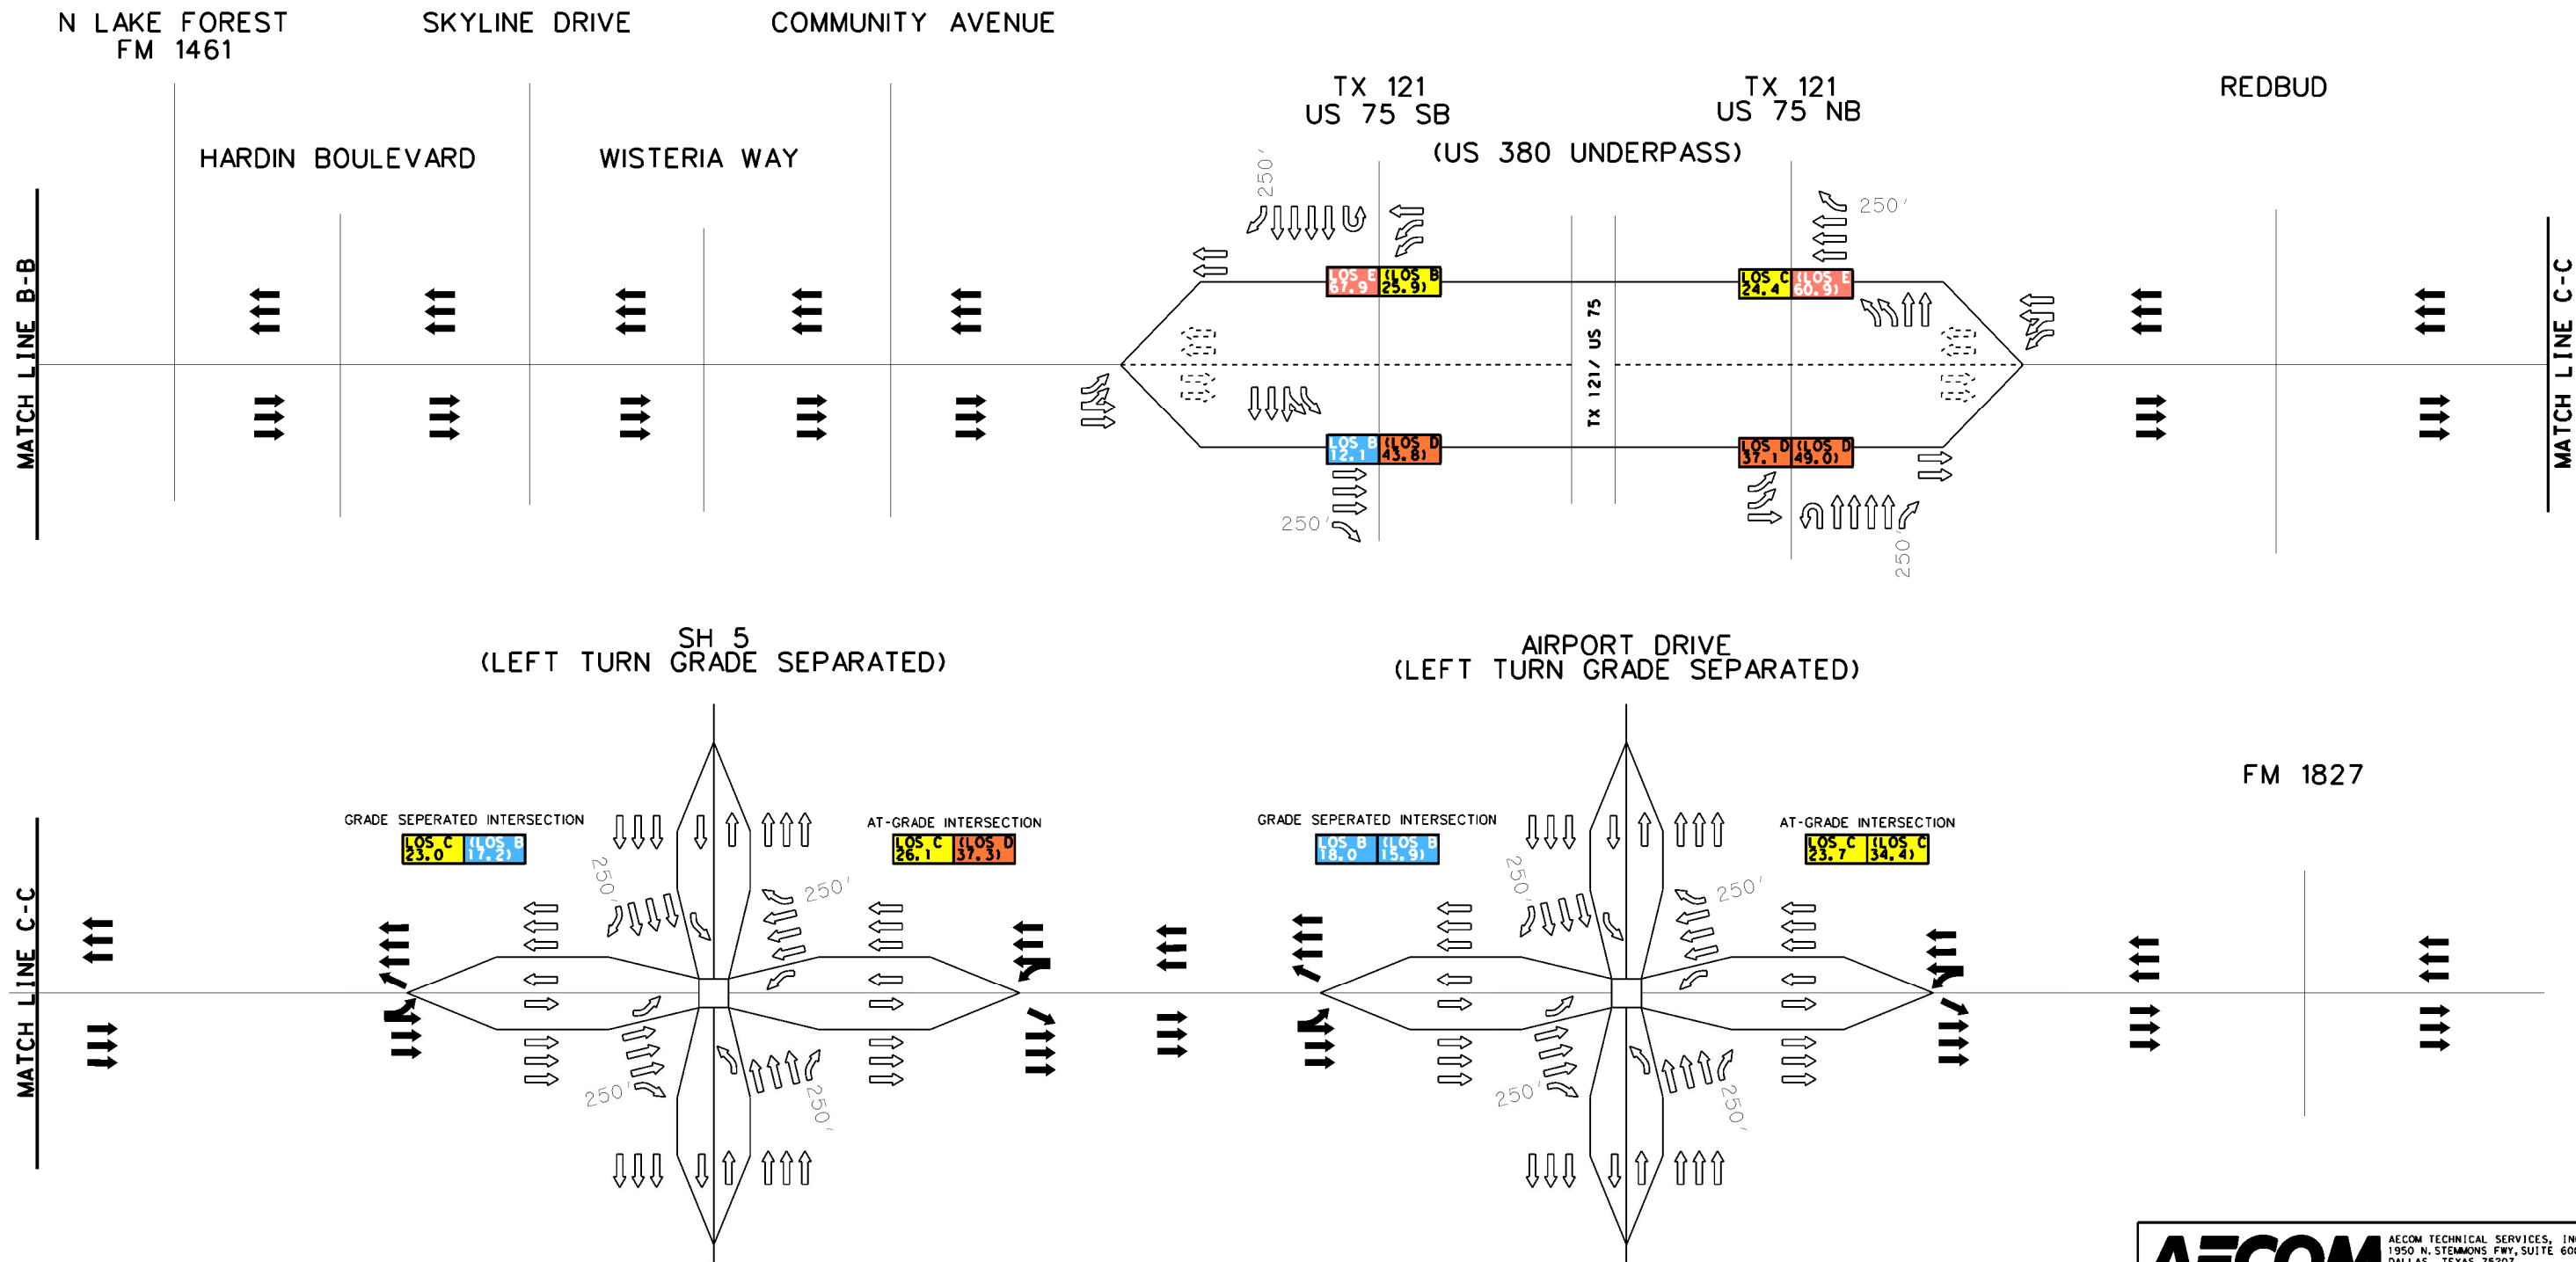 N LAKE FOREST
FM 1461
SKYLINE DRIVE
COMMUNITY AVENUE
HARDIN BOULEVARD
WISTERIA WAY
TX 121
US 75 SB
TX 121
US 75 NB
(US 380 UNDERPASS)
REDBUD
MATCH LINE B-B
250'
250'
LOS E
67.9
(LOS B
25.9)
LOS C
24.4
(LOS E
60.9)
TX 121/ US 75
LOS B
12.1
(LOS D
43.8)
LOS D
37.1
(LOS D
49.0)
250'
250'
MATCH LINE C-C
SH 5
(LEFT TURN GRADE SEPARATED)
AIRPORT DRIVE
(LEFT TURN GRADE SEPARATED)
FM 1827
MATCH LINE C-C
GRADE SEPERATED INTERSECTION
LOS C
23.0
(LOS B
17.2)
AT-GRADE INTERSECTION
LOS C
26.1
(LOS D
37.3)
250'
250'
250'
250'
GRADE SEPERATED INTERSECTION
LOS B
18.0
(LOS B
15.9)
AT-GRADE INTERSECTION
LOS C
23.7
(LOS C
34.4)
250'
250'
250'
250'
AECOM
AECOM TECHNICAL SERVICES,
1950 N. STEMMONS FWY, SUITE
DALLAS, TEXAS 75207